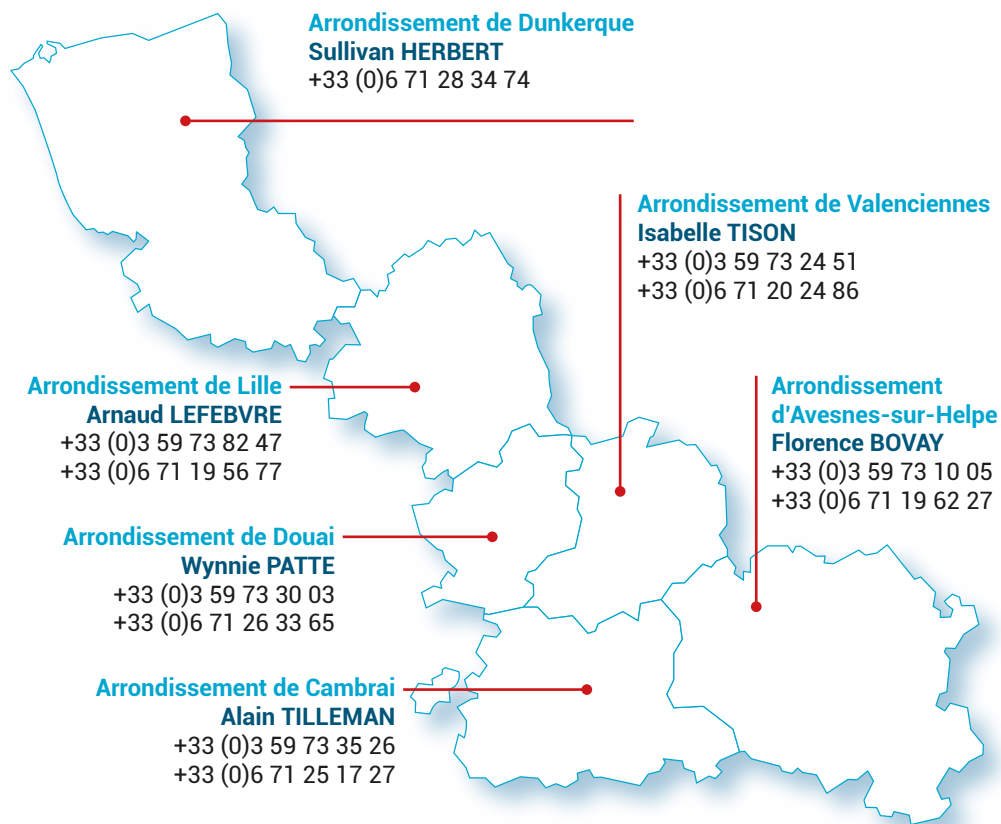 Arrondissement de Dunkerque
Sullivan HERBERT
+33 (0)6 71 28 34 74
Arrondissement de Valenciennes
Isabelle TISON
+33 (0)3 59 73 24 51
+33 (0)6 71 20 24 86
Arrondissement de Lille
Arnaud LEFEBVRE
+33 (0)3 59 73 82 47
+33 (0)6 71 19 56 77
Arrondissement
d'Avesnes-sur-Helpe
Florence BOVAY
+33 (0)3 59 73 10 05
+33 (0)6 71 19 62 27
Arrondissement de Douai
Wynnie PATTE
+33 (0)3 59 73 30 03
+33 (0)6 71 26 33 65
Arrondissement de Cambrai
Alain TILLEMAN
+33 (0)3 59 73 35 26
+33 (0)6 71 25 17 27